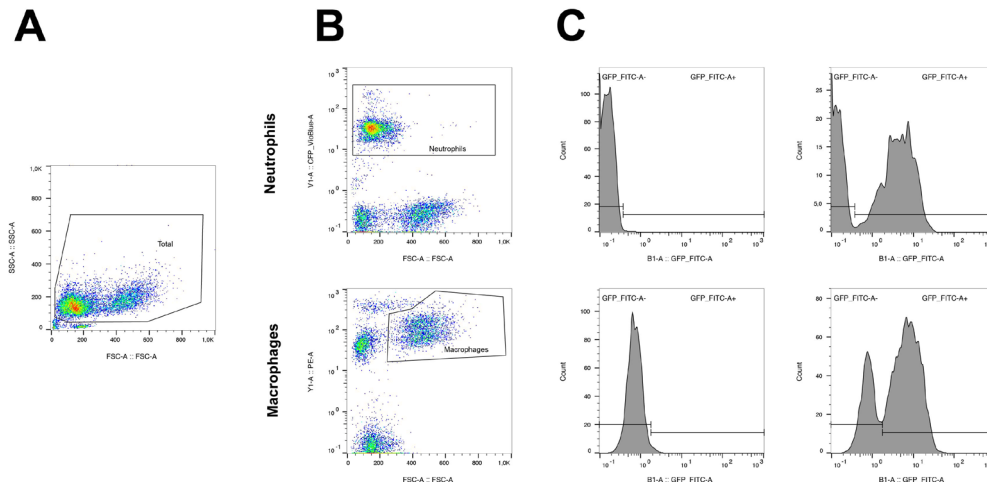 A
B
C
1,0K
800
600
400
200
0
SSC-A :: SSC-A
Total
0
200
400
600
800
1,0K
FSC-A :: FSC-A
Neutrophils
10 3
10 2
10 1
10 0
10 -1
V1-A :: CFP_VioBlue-A
Neutrophils
0
200
400
600
800
1.0K
FSC-A :: FSC-A
GFP_FITC-A-
GFP_FITC-A+
100
80
60
40
20
0
Count
10 -1
10 0
10 1
10 2
10 3
B1-A :: GFP_FITC-A
GFP_FITC-A-
GFP_FITC-A+
25
20
15
10
5,0
0
Count
10 -1
10 0
10 1
10 2
10 3
B1-A :: GFP_FITC-A
Macrophages
10 3
10 2
10 1
10 0
10 -1
Y1-A :: PE-A
Macrophages
0
200
400
600
800
1.0K
FSC-A :: FSC-A
GFP_FITC-A-
GFP_FITC-A+
100
80
60
40
20
0
Count
10 -1
10 0
10 1
10 2
10 3
B1-A :: GFP_FITC-A
GFP_FITC-A-
GFP_FITC-A+
80
60
40
20
0
Count
10 -1
10 0
10 1
10 2
10 3
B1-A :: GFP_FITC-A